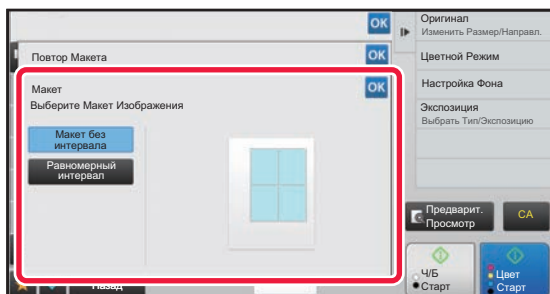 OK
Повтор Макета
OK
Макет
OK
Выберите Макет Изображения
Макет без
интервала
Равномерный
интервал
Назад
Оригинал
Изменить Размер/Направл.
Цветной Режим
Настройка Фона
Экспозиция
Выбрать Тип/Экспозицию
Предварит.
Просмотр
CA
Ч/Б
Старт
Цвет
Старт